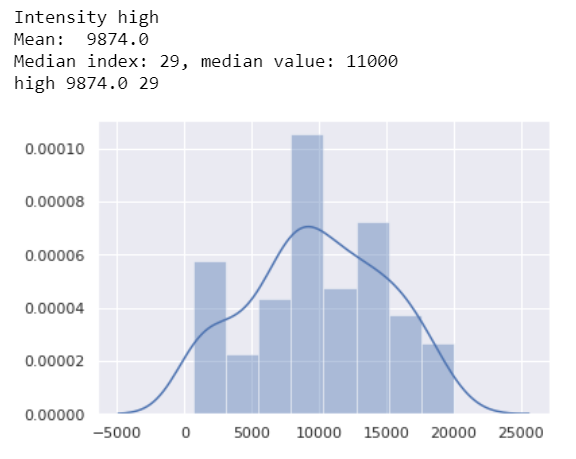 Intensity high
Mean:  9874.0
Median index: 29, median value: 11000
high 9874.0 29
0.00010
0.00008
0.00006
0.00004
0.00002
0.00000
−5000 0 5000 10000 15000 20000 25000